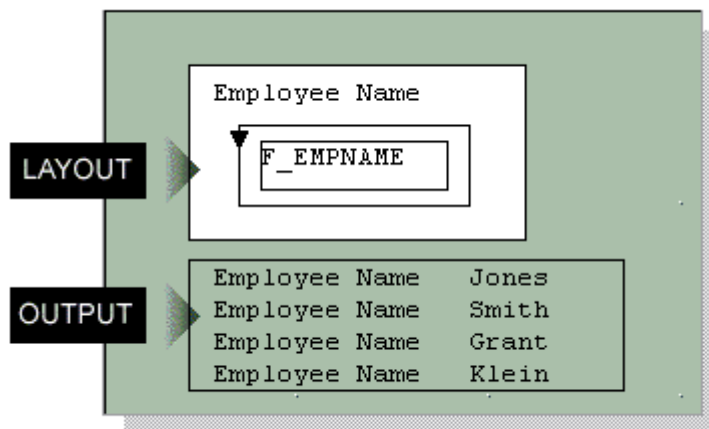 Employee Name
F_EMPNAME
LAYOUT
Employee Name Jones
Employee Name Smith
OUTPUT
Employee Name Grant
Employee Name Klein